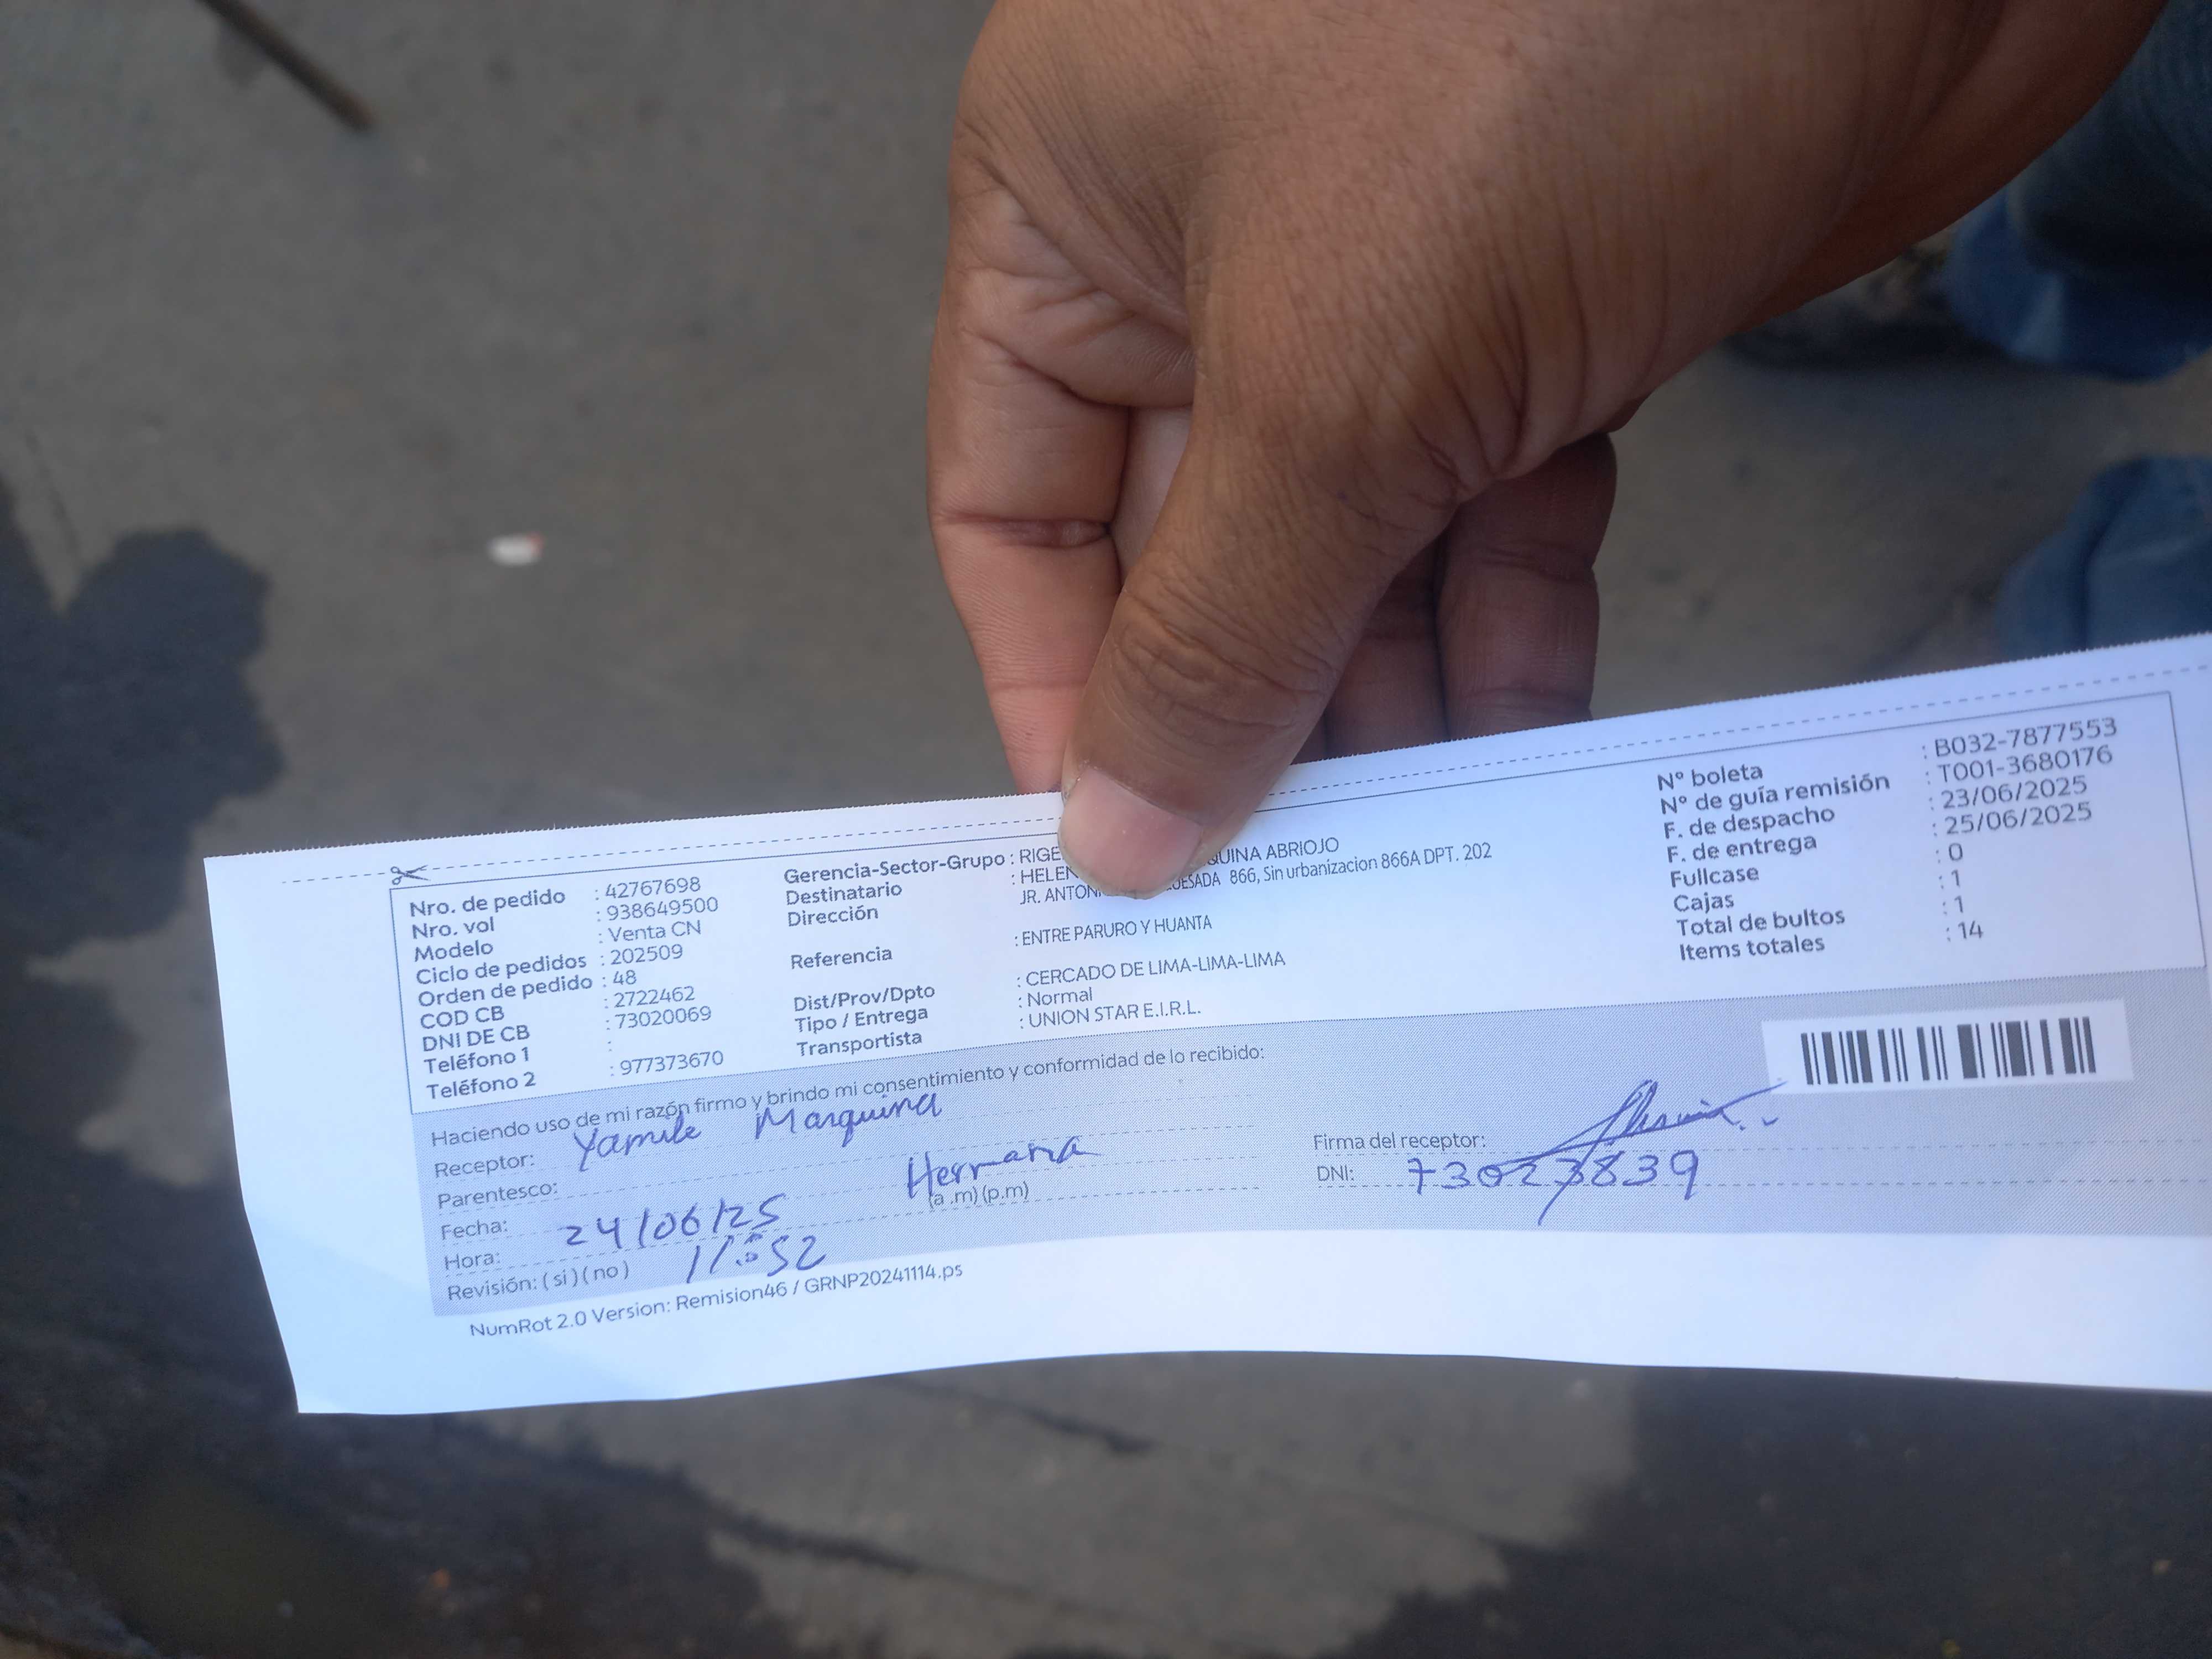 Nro. de pedido : 42767698
Nro. vol : 938649500
Modelo : Venta CN
Ciclo de pedidos : 202509
Orden de pedido : 48
COD CB : 2722462
DNI DE CB : 73020069
Teléfono 1 :
Teléfono 2 : 977373670
Gerencia-Sector-Grupo :
Destinatario : ABRIOJO
Dirección JR. 866, Sin urbanizacion 866A DPT. 202
Referencia : ENTRE PARURO Y HUANTA
Dist/Prov/Dpto : CERCADO DE LIMA-LIMA-LIMA
Tipo / Entrega : Normal
Transportista : UNION STAR E.I.R.L.
Nº boleta : B032-7877553
Nº de guía remisión : T001-3680176
F. de despacho : 23/06/2025
F. de entrega : 25/06/2025
Fullcase : 0
Cajas : 1
Total de bultos : 1
Items totales : 14
Haciendo uso de mi razón firmo y brindo mi consentimiento y conformidad de lo recibido:
Receptor: Yamile Marquina
Parentesco: Hermana
Fecha: 24/06/25 (a .m) (p.m)
Hora: 11:52
Revisión: ( si ) ( no )
Firma del receptor:
DNI: 73023839
NumRot 2.0 Version: Remision46 / GRNP20241114.ps